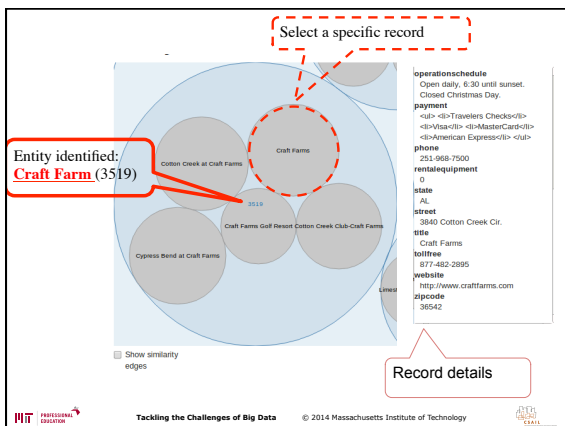 Select a specific record
Entity identified:
Craft Farm (3519)
Craft Farms
Cotton Creek at Craft Farms
3519
Craft Farms Golf Resort
Cotton Creek Club-Craft Farms
Cypress Bend at Craft Farms
Limest
Show similarity
edges
operationschedule
Open daily, 6:30 until sunset.
Closed Christmas Day.
payment
<ul> <li>Travelers Checks</li>
<li>Visa</li> <li>MasterCard</li>
<li>American Express</li> </ul>
phone
251-968-7500
rentalequipment
0
state
AL
street
3840 Cotton Creek Cir.
title
Craft Farms
tollfree
877-482-2895
website
http://www.craftfarms.com
zipcode
36542
Record details
MIT PROFESSIONAL
EDUCATION
Tackling the Challenges of Big Data
© 2014 Massachusetts Institute of Technology
CSAIL